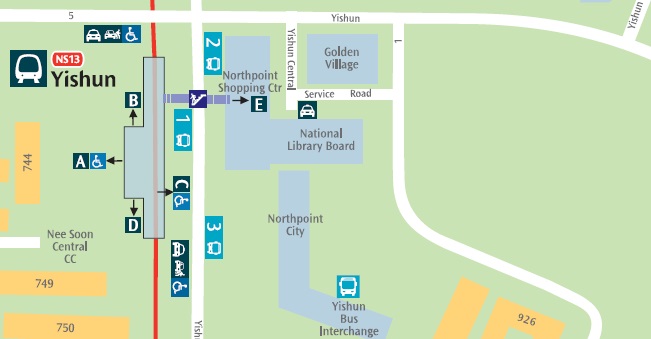 5
Yishun
Yishun
NS13
Yishun
2
Yishun Central
1
Golden
Village
Northpoint
Shopping Ctr
Service Road
B
E
1
National
Library Board
744
A
C
D
Northpoint
City
3
Nee Soon
Central
CC
749
750
Yishun
Bus
Interchange
926
Yish